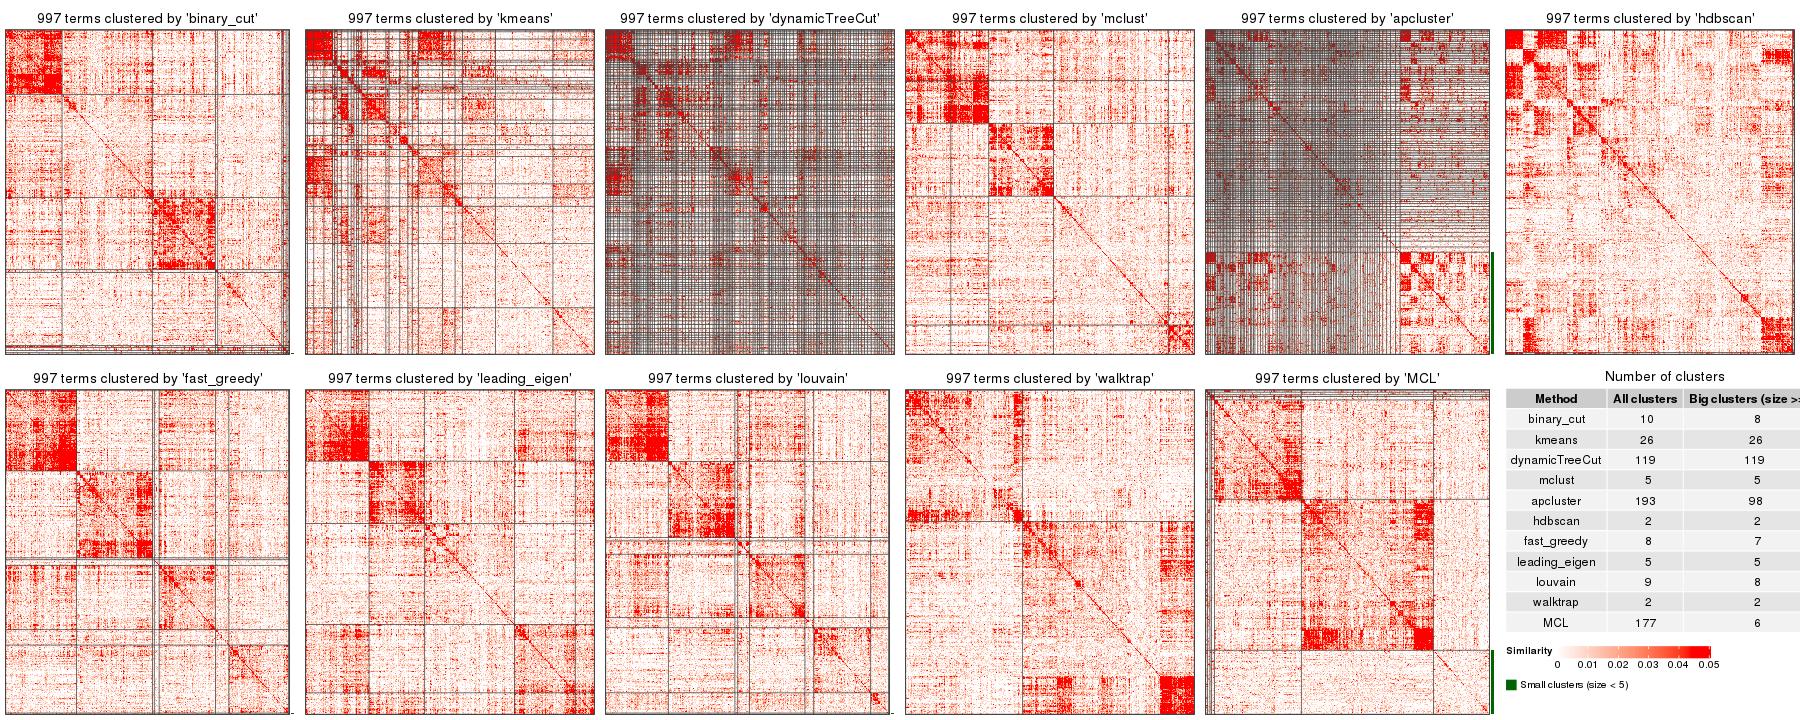 997 terms clustered by 'binary_cut'
997 terms clustered by 'kmeans'
997 terms clustered by 'dynamicTreeCut'
997 terms clustered by 'mclust'
997 terms clustered by 'apcluster'
997 terms clustered by 'hdbscan'
997 terms clustered by 'fast_greedy'
997 terms clustered by 'leading_eigen'
997 terms clustered by 'louvain'
997 terms clustered by 'walktrap'
997 terms clustered by 'MCL'
Number of clusters
Method All clusters Big clusters (size >=
binary_cut 10 8
kmeans 26 26
dynamicTreeCut 119 119
mclust 5 5
apcluster 193 98
hdbscan 2 2
fast_greedy 8 7
leading_eigen 5 5
louvain 9 8
walktrap 2 2
MCL 177 6
Similarity
0 0.01 0.02 0.03 0.04 0.05
Small clusters (size < 5)